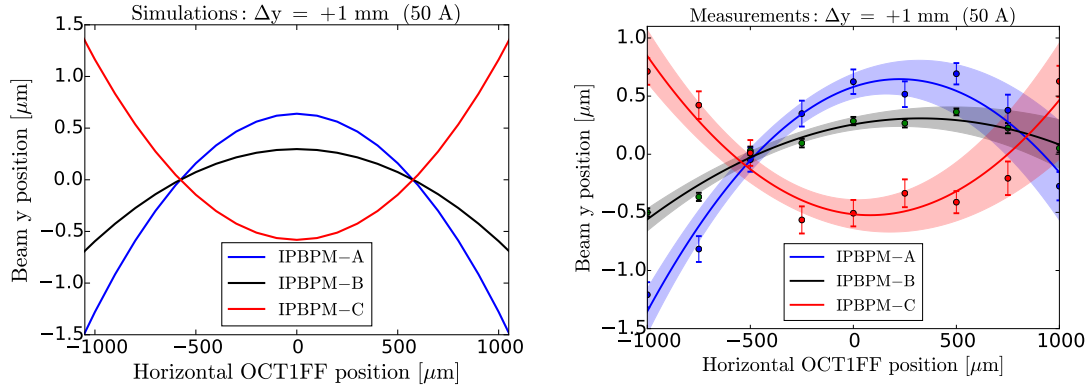 Simulations: Δy = +1 mm (50 A)
Beam y position [μm]
1.5
1.0
0.5
0.0
−0.5
−1.0
−1.5
IPBPM−A
IPBPM−B
IPBPM−C
−1000
−500
0
500
1000
Horizontal OCT1FF position [μm]
Measurements: Δy = +1 mm (50 A)
Beam y position [μm]
1.0
0.5
0.0
−0.5
−1.0
−1.5
IPBPM−A
IPBPM−B
IPBPM−C
−1000
−500
0
500
1000
Horizontal OCT1FF position [μm]